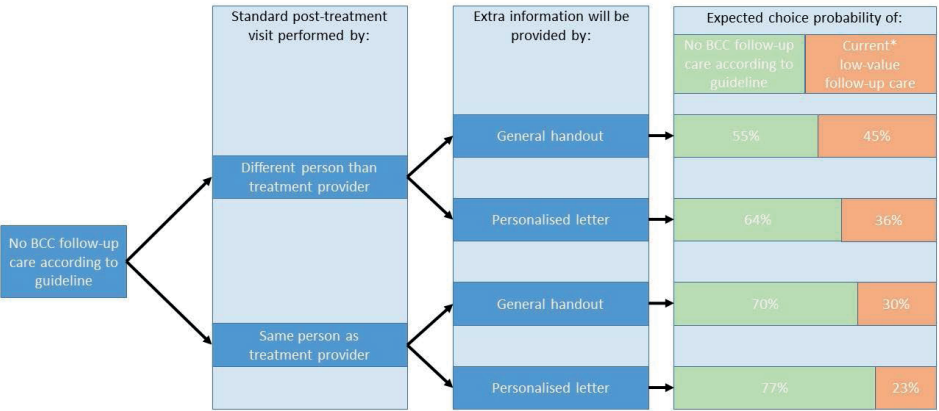 Standard post-treatment
visit performed by:
Extra information will be
provided by:
Expected choice probability of:
No BCC follow-up
care according to
guideline
Current*
low-value
follow-up care
No BCC follow-up
care according to
guideline
Different person than
treatment provider
General handout
55%
45%
Personalised letter
64%
36%
Same person as
treatment provider
General handout
70%
30%
Personalised letter
77%
23%